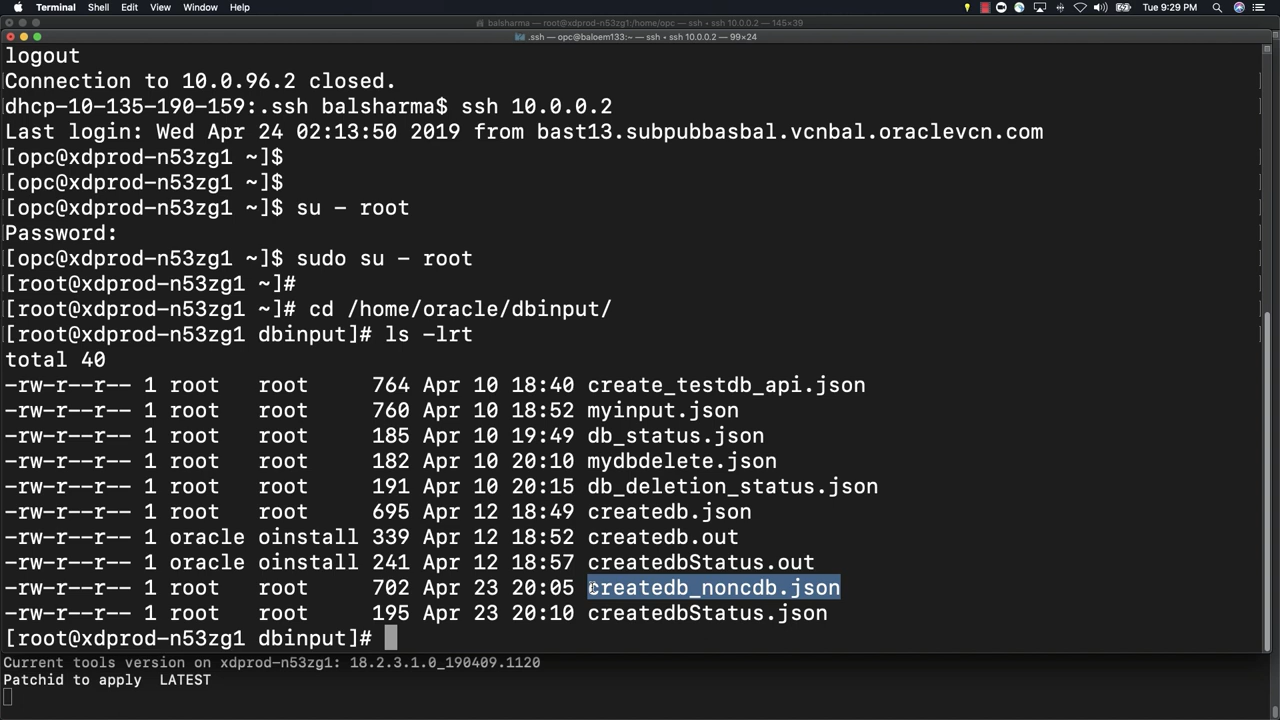 Terminal Shell Edit View Window Help Tue 9:29 PM
balsharma — root@xdprod-n53zg1:/home/opc — ssh • ssh 10.0.0.2 — 145×39
.ssh — opc@baloem133:~ — ssh • ssh 10.0.0.2 — 99×24
logout
Connection to 10.0.96.2 closed.
dhcp-10-135-190-159:.ssh balsharma$ ssh 10.0.0.2
Last login: Wed Apr 24 02:13:50 2019 from bast13.subpubbasbal.vcnbal.oraclevcn.com
[opc@xdprod-n53zg1 ~]$
[opc@xdprod-n53zg1 ~]$
[opc@xdprod-n53zg1 ~]$ su - root
Password:
[opc@xdprod-n53zg1 ~]$ sudo su - root
[root@xdprod-n53zg1 ~]#
[root@xdprod-n53zg1 ~]# cd /home/oracle/dbinput/
[root@xdprod-n53zg1 dbinput]# ls -lrt
total 40
-rw-r--r-- 1 root root 764 Apr 10 18:40 create_testdb_api.json
-rw-r--r-- 1 root root 760 Apr 10 18:52 myinput.json
-rw-r--r-- 1 root root 185 Apr 10 19:49 db_status.json
-rw-r--r-- 1 root root 182 Apr 10 20:10 mydbdelete.json
-rw-r--r-- 1 root root 191 Apr 10 20:15 db_deletion_status.json
-rw-r--r-- 1 root root 695 Apr 12 18:49 createdb.json
-rw-r--r-- 1 oracle oinstall 339 Apr 12 18:52 createdb.out
-rw-r--r-- 1 oracle oinstall 241 Apr 12 18:57 createdbStatus.out
-rw-r--r-- 1 root root 702 Apr 23 20:05 createdb_noncdb.json
-rw-r--r-- 1 root root 195 Apr 23 20:10 createdbStatus.json
[root@xdprod-n53zg1 dbinput]#
Current tools version on xdprod-n53zg1: 18.2.3.1.0_190409.1120
Patchid to apply LATEST